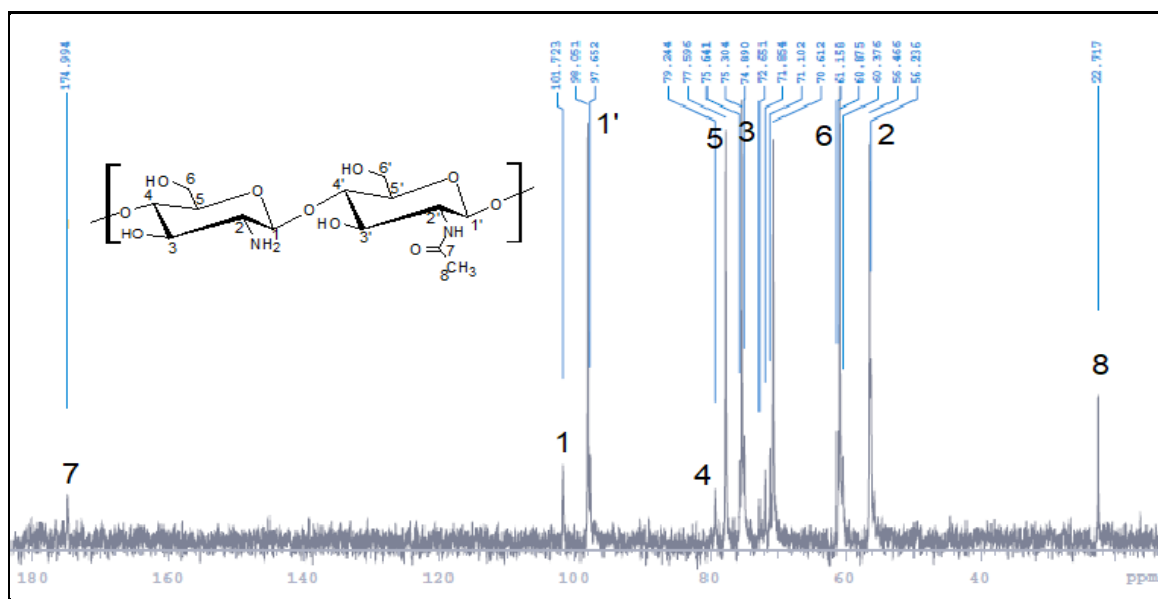 174.994
101.723
98.051
97.652
79.244
77.596
75.641
75.304
74.890
72.651
71.854
71.102
70.612
61.158
60.875
60.376
56.466
56.236
22.717
1'
5
3
6
2
HO 6
HO 6'
4 5 O
4' 5' O
O O O
HO 3 2 NH2 1
HO 3' 2' NH 1'
O 7
8 CH3
8
7
1
4
180 160 140 120 100 80 60 40 ppm